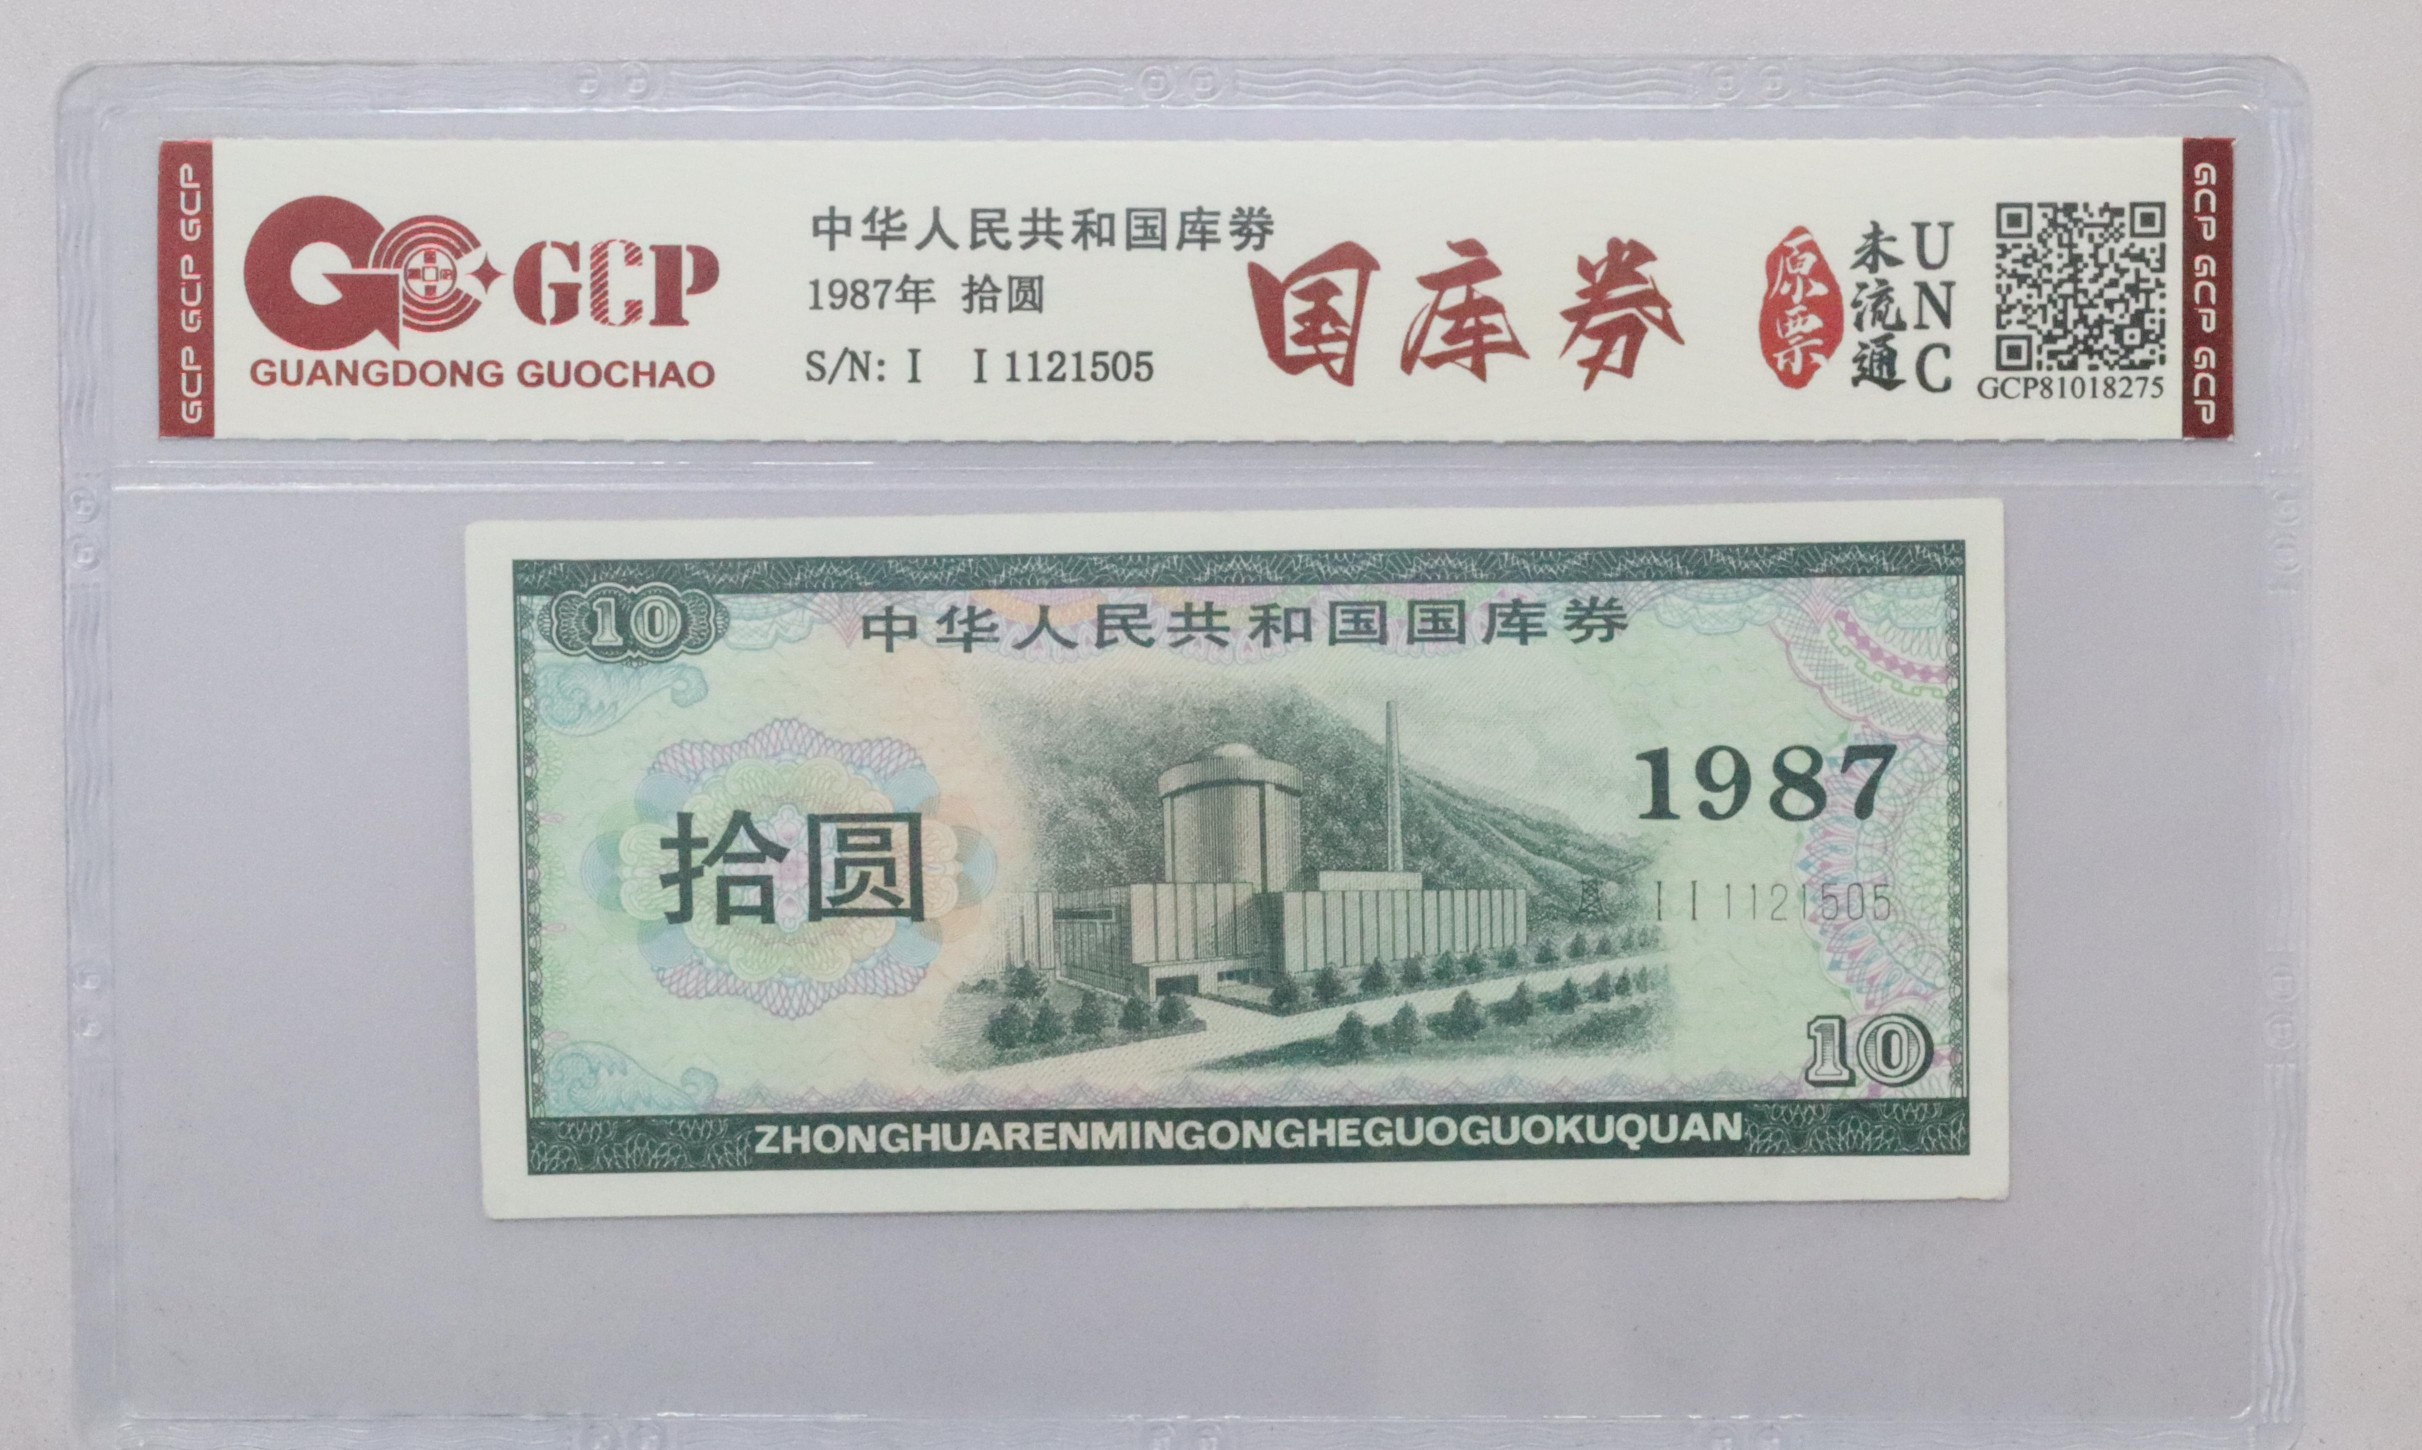 GCP GCP GCP
GCP
GUANGDONG GUOCHAO
中华人民共和国库券
1987年 拾圆
S/N: I I 1121505
国库券
原票
未流通
UNC
GCP81018275
GCP GCP GCP
10
中华人民共和国国库券
拾圆
1987
I I 1121505
10
ZHONGHUARENMINGONGHEGUOGUOKUQUAN